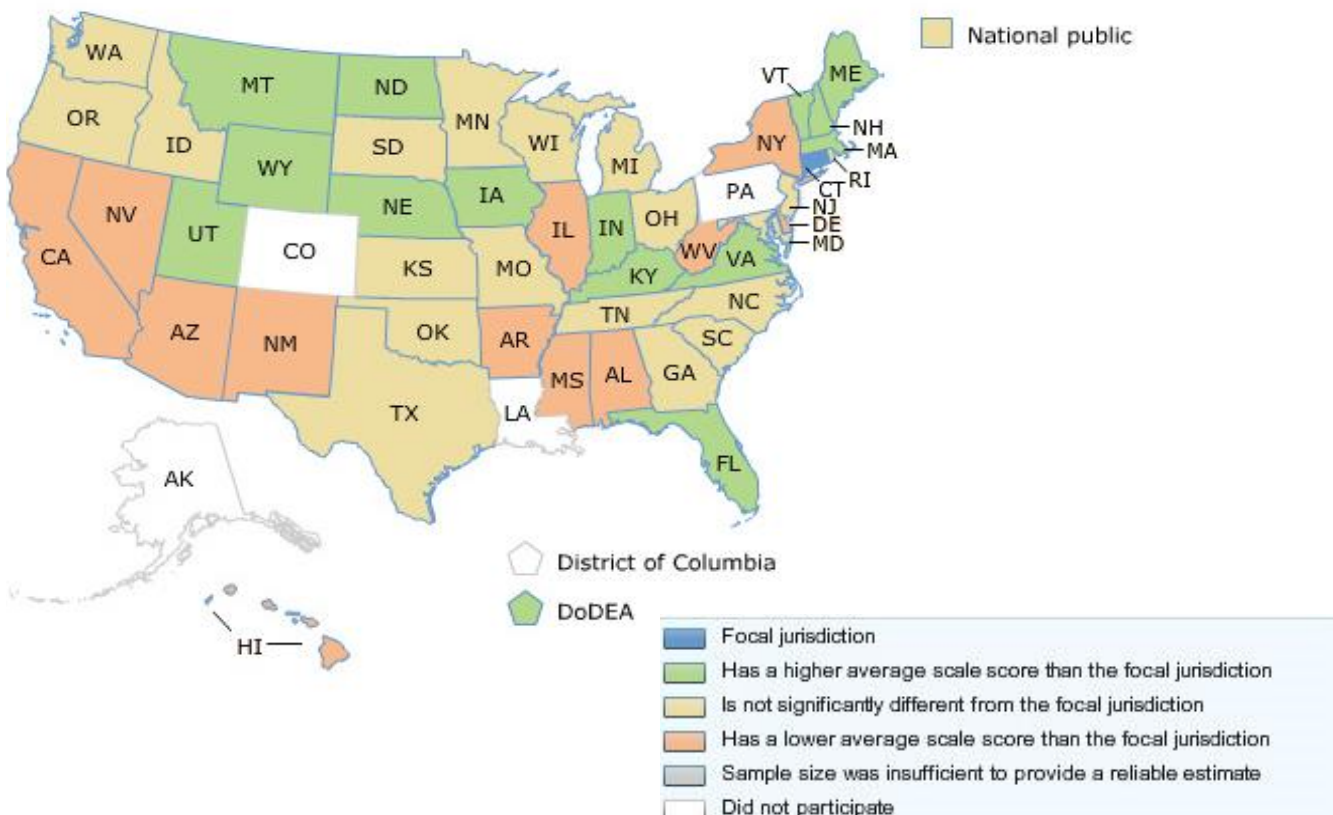 National public
WA
MT
ND
MN
VT
ME
OR
ID
SD
WI
MI
NY
NH
MA
WY
RI
CT
PA
NV
UT
NE
IA
IL
IN
OH
NJ
DE
MD
CA
CO
KS
MO
WV
VA
KY
NC
TN
AZ
NM
OK
AR
SC
MS
AL
GA
TX
LA
FL
AK
HI
District of Columbia
DoDEA
Focal jurisdiction
Has a higher average scale score than the focal jurisdiction
Is not significantly different from the focal jurisdiction
Has a lower average scale score than the focal jurisdiction
Sample size was insufficient to provide a reliable estimate
Did not participate